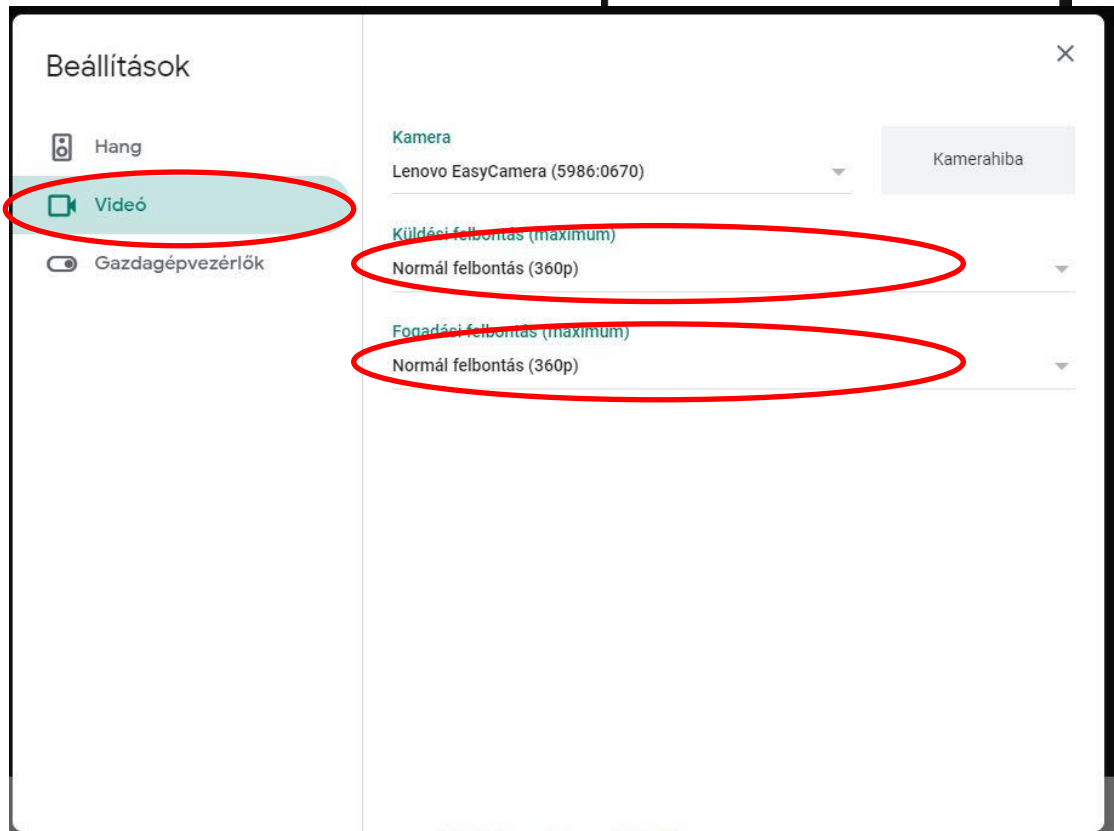 Beállítások
Hang
Videó
Gazdagépvezérlők
Kamera
Lenovo EasyCamera (5986:0670)
Kamerahiba
Küldési felbontás (maximum)
Normál felbontás (360p)
Fogadási felbontás (maximum)
Normál felbontás (360p)